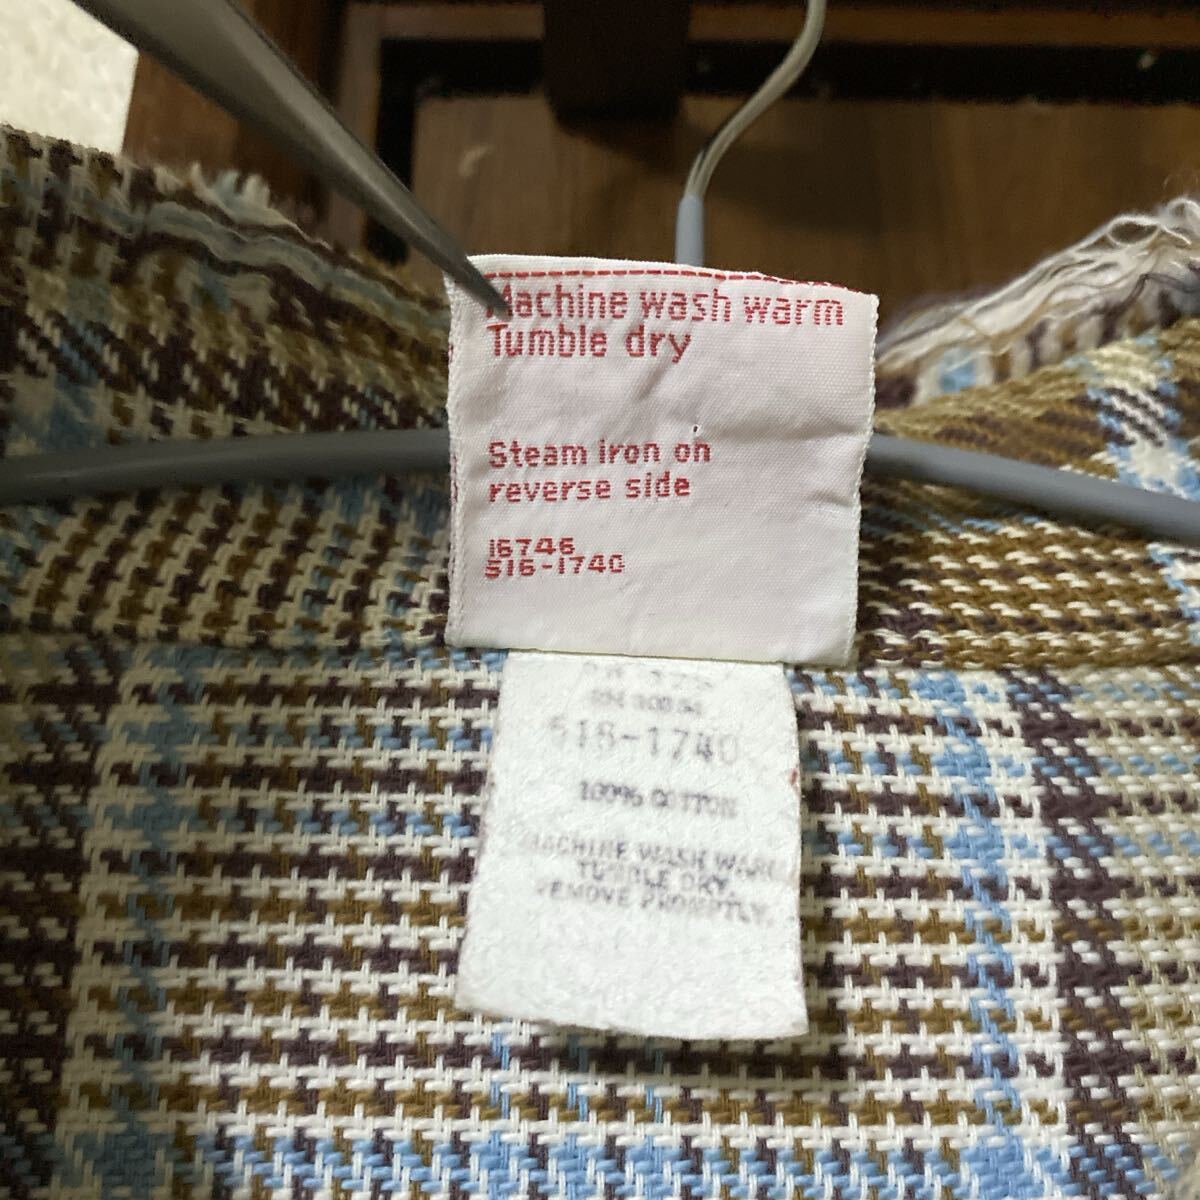 Machine wash warm
Tumble dry
Steam iron on
reverse side
16746
516-1740
516-1740
100% COTTON
MACHINE WASH WARM
TUMBLE DRY.
REMOVE PROMPTLY.